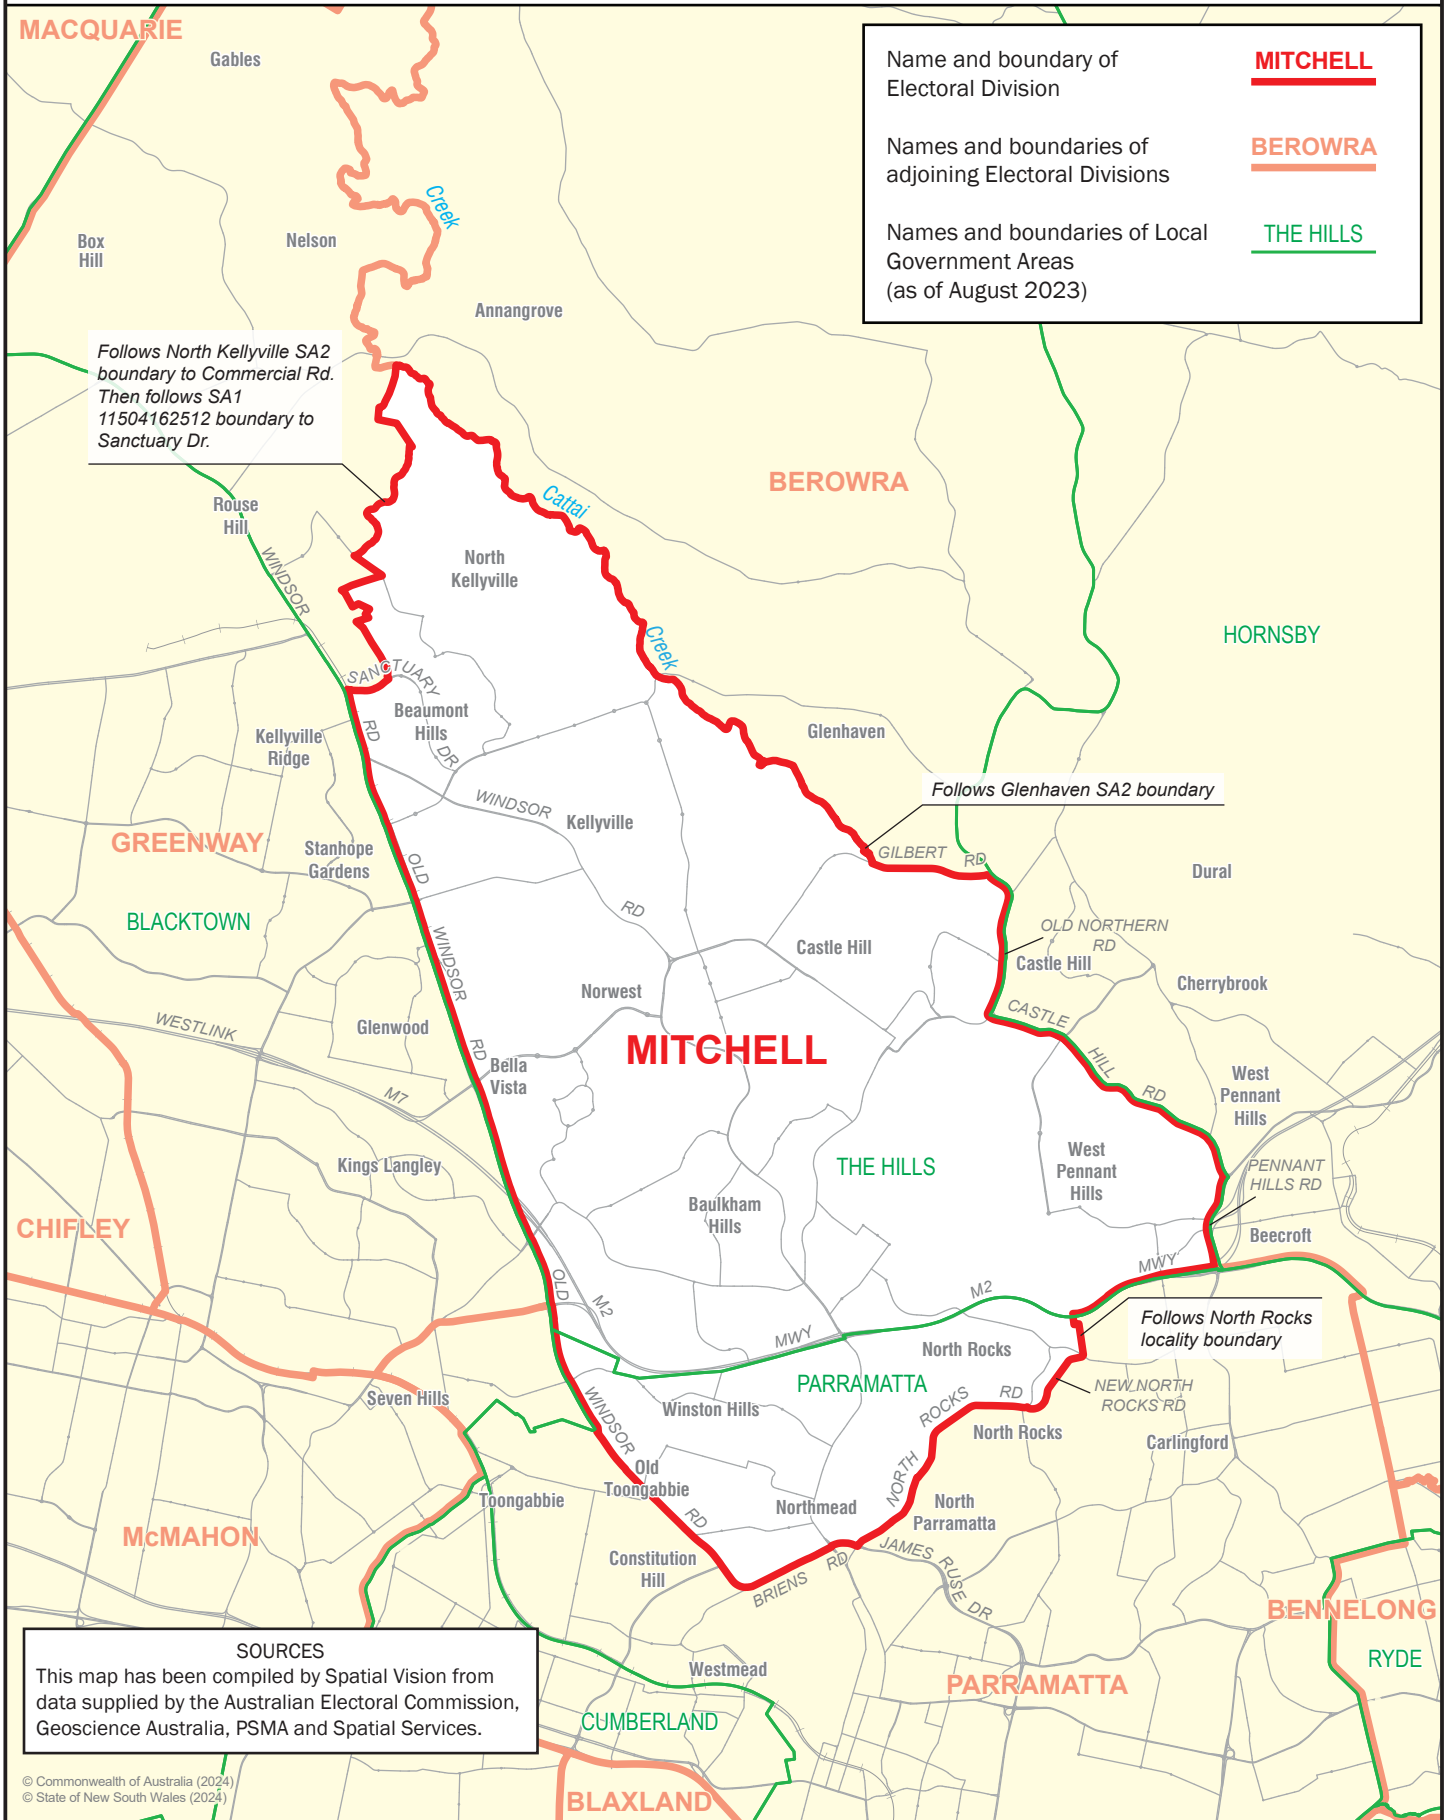 MACQUARIE
Gables
Name and boundary of
Electoral Division
MITCHELL
Names and boundaries of
adjoining Electoral Divisions
BEROWRA
Names and boundaries of Local
Government Areas
(as of August 2023)
THE HILLS
Creek
Box
Hill
Nelson
Annangrove
Follows North Kellyville SA2
boundary to Commercial Rd.
Then follows SA1
11504162512 boundary to
Sanctuary Dr.
BEROWRA
Rouse
Hill
Cattai
WINDSOR
North
Kellyville
Creek
HORNSBY
SANCTUARY
Beaumont
Hills
RD
DR
Kellyville
Ridge
Glenhaven
Follows Glenhaven SA2 boundary
WINDSOR
Kellyville
GREENWAY
Stanhope
Gardens
OLD
GILBERT
RD
Dural
BLACKTOWN
RD
WINDSOR
Castle Hill
OLD NORTHERN
RD
Castle Hill
Cherrybrook
Norwest
CASTLE
WESTLINK
Glenwood
RD
MITCHELL
HILL
Bella
Vista
M7
RD
West
Pennant
Hills
Kings Langley
THE HILLS
West
Pennant
Hills
PENNANT
HILLS RD
CHIFLEY
Baulkham
Hills
Beecroft
MWY
OLD
M2
M2
MWY
Follows North Rocks
locality boundary
North Rocks
Seven Hills
PARRAMATTA
NEW NORTH
ROCKS RD
Winston Hills
WINDSOR
ROCKS
RD
North Rocks
Carlingford
Old
Toongabbie
NORTH
Toongabbie
Northmead
North
Parramatta
McMAHON
RD
Constitution
Hill
BRIENS
RD
JAMES
RUSE
DR
BENNELONG
RYDE
SOURCES
This map has been compiled by Spatial Vision from
data supplied by the Australian Electoral Commission,
Geoscience Australia, PSMA and Spatial Services.
Westmead
PARRAMATTA
CUMBERLAND
© Commonwealth of Australia (2024)
© State of New South Wales (2024)
BLAXLAND